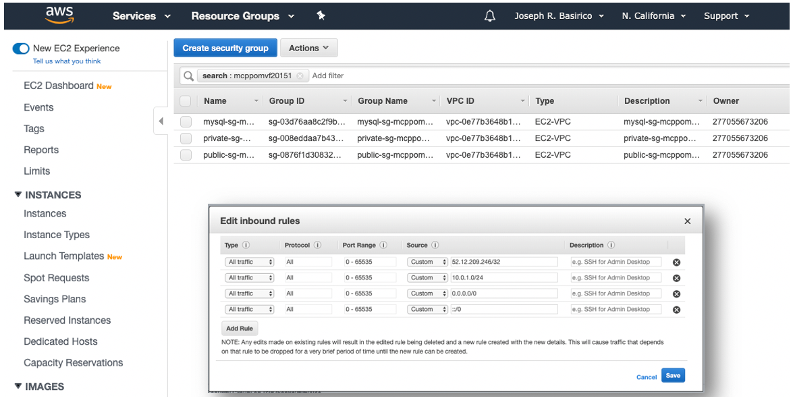 aws
Services
Resource Groups
Joseph R. Basirico
N. California
Support
New EC2 Experience
Tell us what you think
EC2 Dashboard New
Events
Tags
Reports
Limits
INSTANCES
Instances
Instance Types
Launch Templates New
Spot Requests
Savings Plans
Reserved Instances
Dedicated Hosts
Capacity Reservations
IMAGES
Create security group
Actions
search : mcppomvf20151
Add filter
Name Group ID Group Name VPC ID Type Description Owner
mysql-sg-m... sg-03d76aa8c2f9b... mysql-sg-mcppom... vpc-0e77b3648b1... EC2-VPC mysql-sg-mcppom... 277055673206
private-sg-... sg-008eddaa7b43... private-sg-mcppo... vpc-0e77b3648b1... EC2-VPC private-sg-mcppo... 277055673206
public-sg-m... sg-0876f1d30832... public-sg-mcppom... vpc-0e77b3648b1... EC2-VPC public-sg-mcppom... 277055673206
Edit inbound rules
Type Protocol Port Range Source Description
All traffic All 0 - 65535 Custom 52.12.209.246/32 e.g. SSH for Admin Desktop
All traffic All 0 - 65535 Custom 10.0.1.0/24 e.g. SSH for Admin Desktop
All traffic All 0 - 65535 Custom 0.0.0.0/0 e.g. SSH for Admin Desktop
All traffic All 0 - 65535 Custom ::/0 e.g. SSH for Admin Desktop
Add Rule
NOTE: Any edits made on existing rules will result in the edited rule being deleted and a new rule created with the new details. This will cause traffic that depends
on that rule to be dropped for a very brief period of time until the new rule can be created.
Cancel
Save